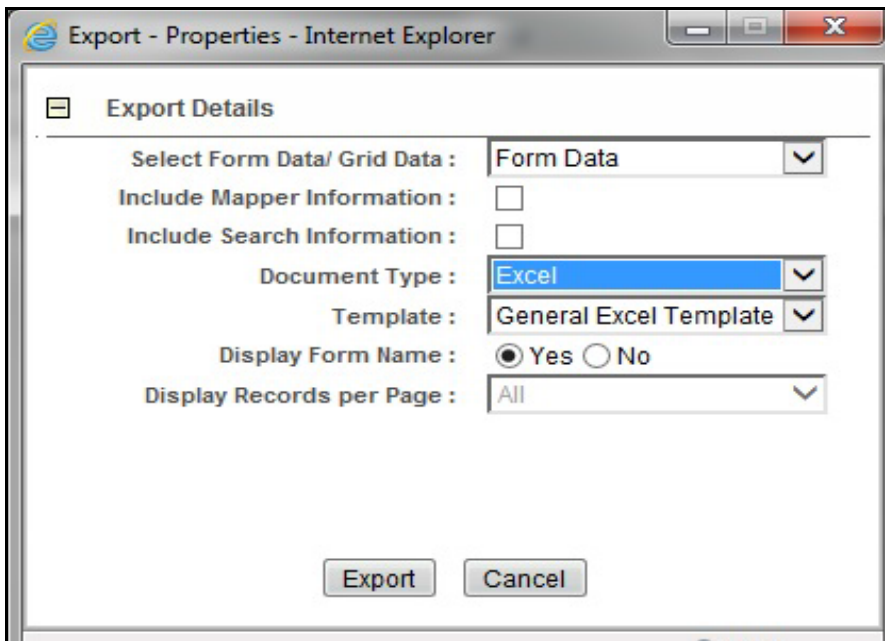 Export - Properties - Internet Explorer
Export Details
Select Form Data/ Grid Data : Form Data
Include Mapper Information :
Include Search Information :
Document Type : Excel
Template : General Excel Template
Display Form Name : Yes No
Display Records per Page : All
Export Cancel